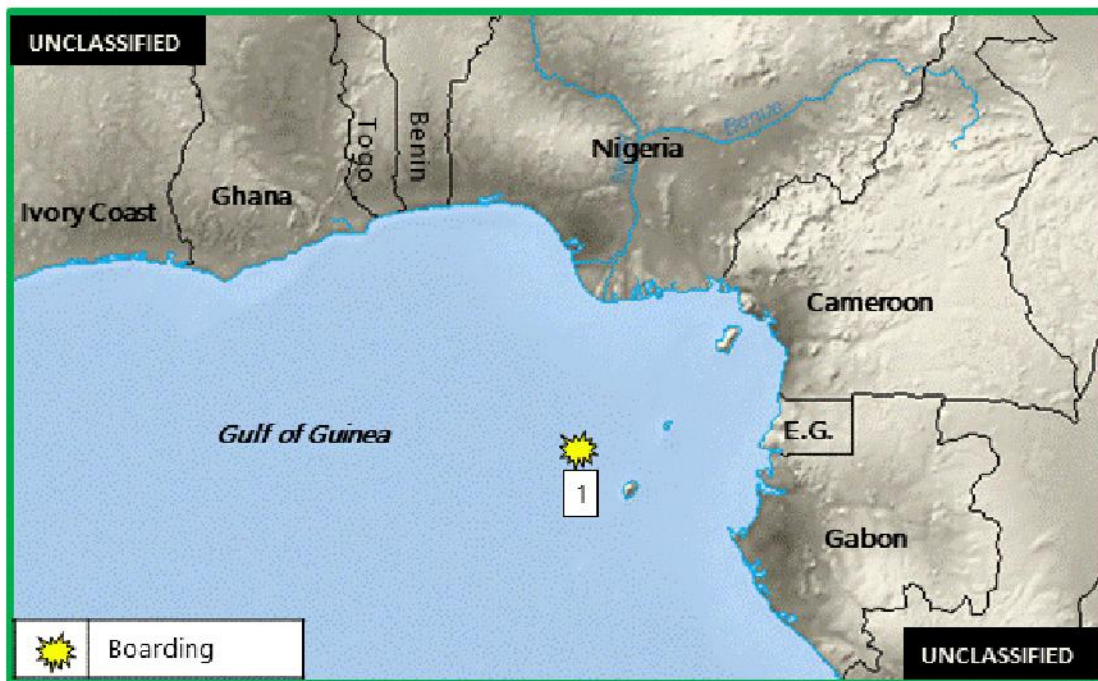 UNCLASSIFIED
Togo
Benin
Nigeria
Benue
Ghana
Ivory Coast
Cameroon
Gulf of Guinea
E.G.
1
Gabon
Boarding
UNCLASSIFIED